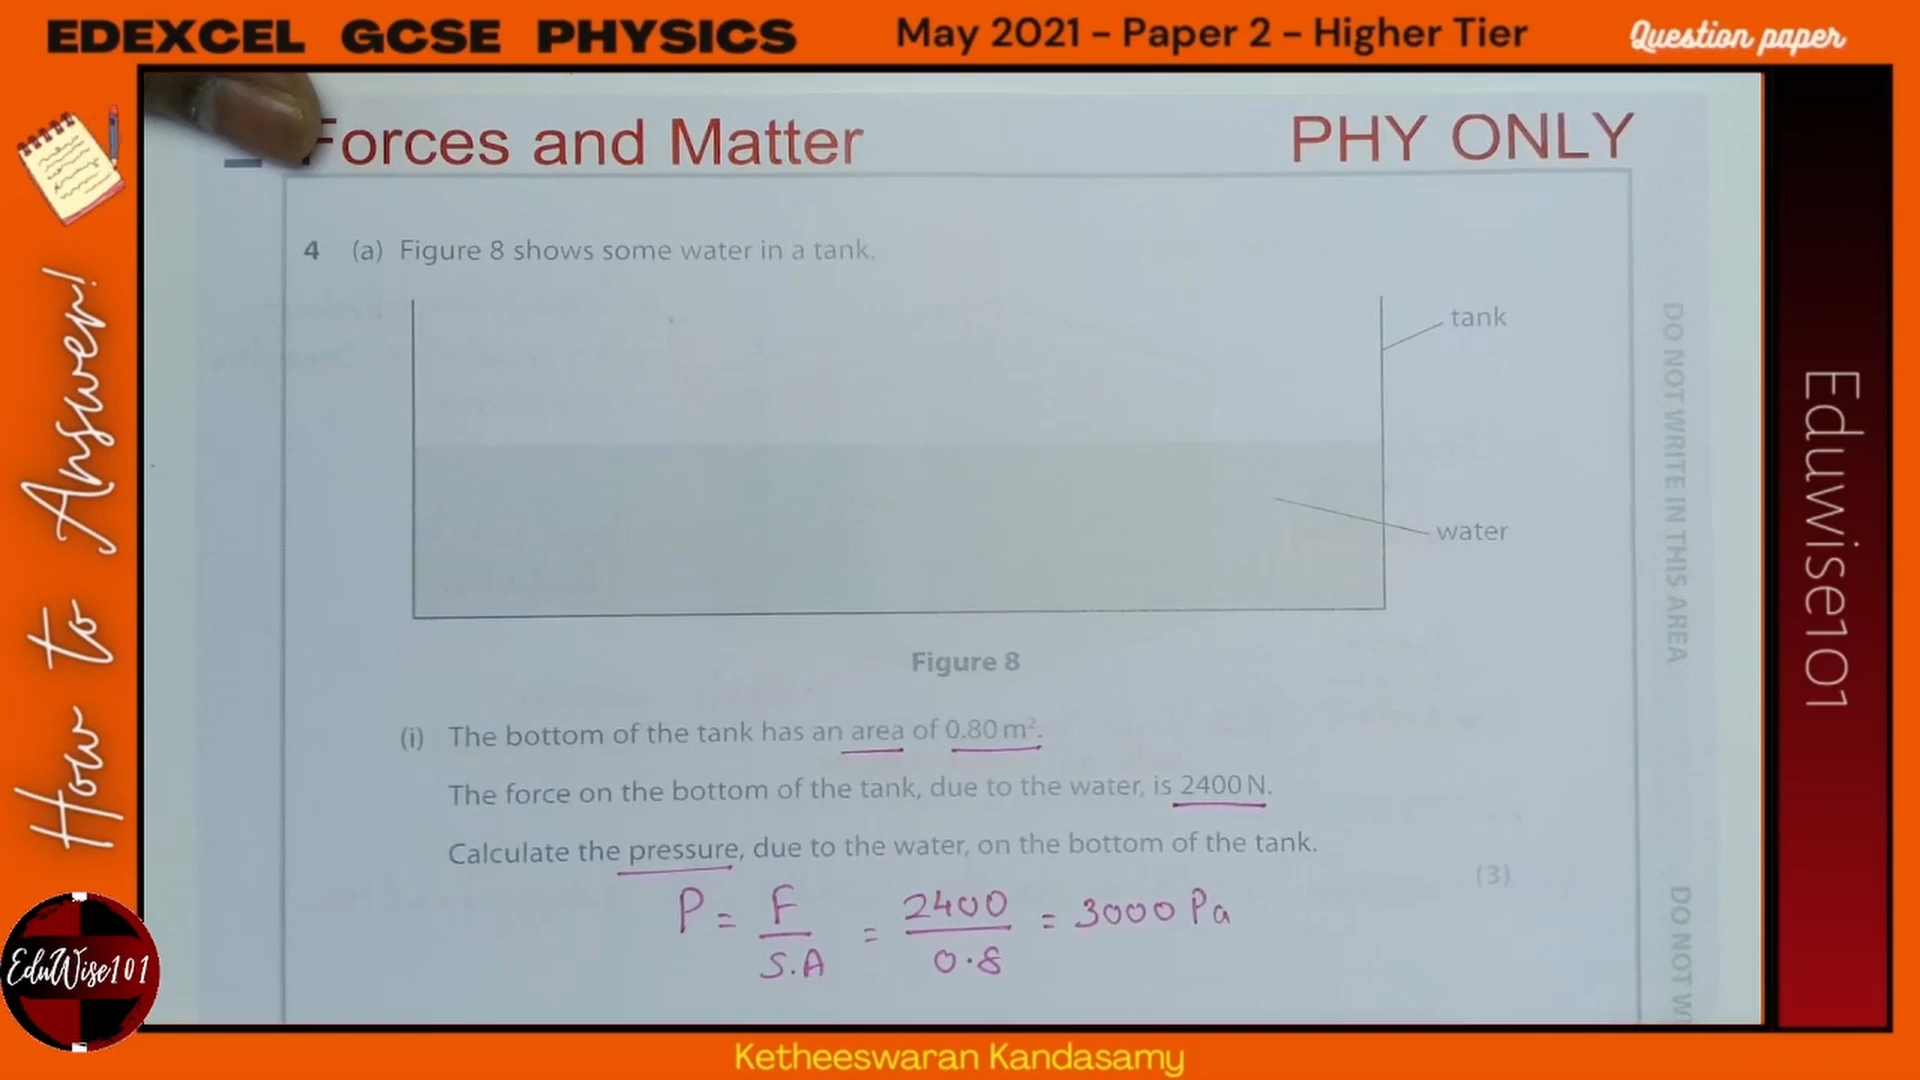 EDEXCEL GCSE PHYSICS May 2021 - Paper 2 - Higher Tier Question paper
Forces and Matter PHY ONLY
4 (a) Figure 8 shows some water in a tank.
tank
water
Figure 8
(i) The bottom of the tank has an area of 0.80 m².
The force on the bottom of the tank, due to the water, is 2400 N.
Calculate the pressure, due to the water, on the bottom of the tank.
(3)
P = F / S.A = 2400 / 0.8 = 3000 Pa
DO NOT WRITE IN THIS AREA
DO NOT W
How to Answer!
EduWise101
Eduwise101
Ketheeswaran Kandasamy